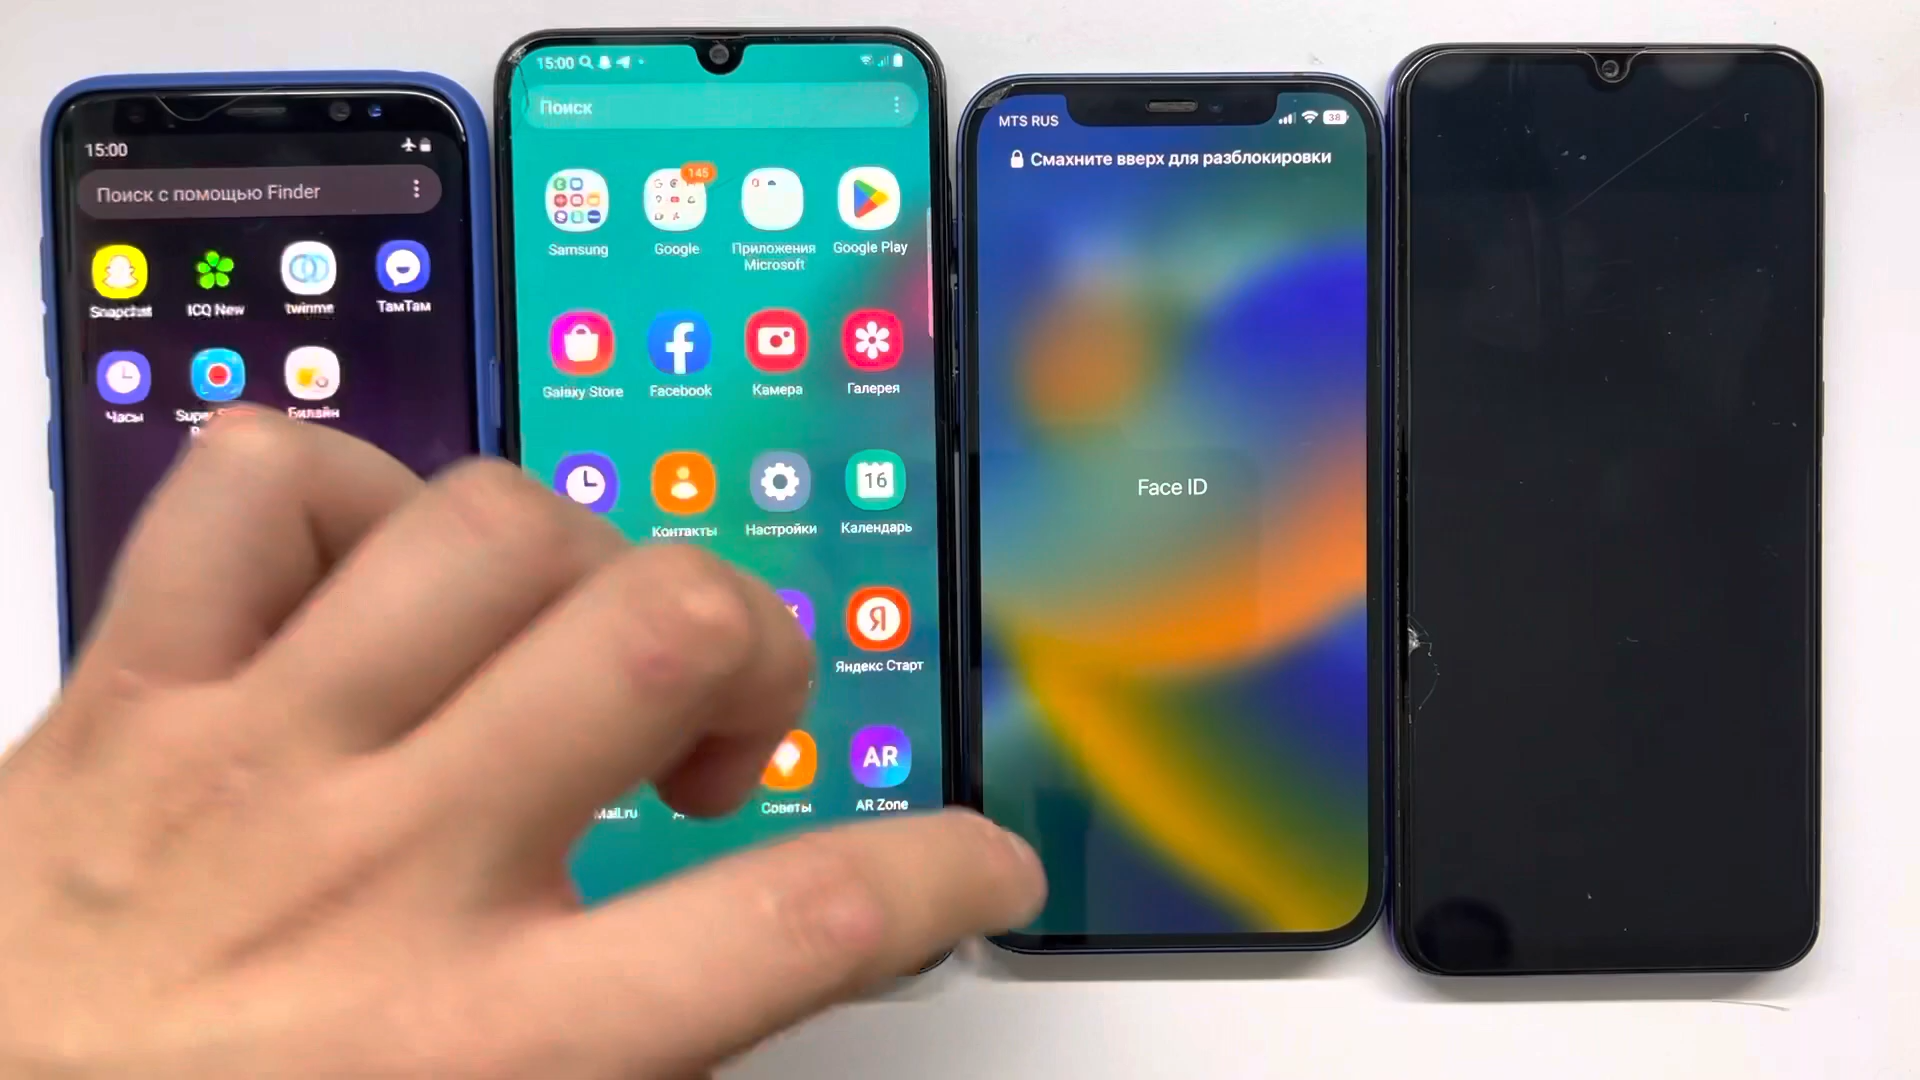 15:00
Поиск с помощью Finder
Snapchat
ICQ New
twinme
ТамТам
Часы
Super
Билайн
15:00
Поиск
145
Samsung
Google
Приложения
Microsoft
Google Play
Galaxy Store
Facebook
Камера
Галерея
16
Контакты
Настройки
Календарь
Я
Яндекс Старт
AR
Mail.ru
Советы
AR Zone
MTS RUS
38
Смахните вверх для разблокировки
Face ID